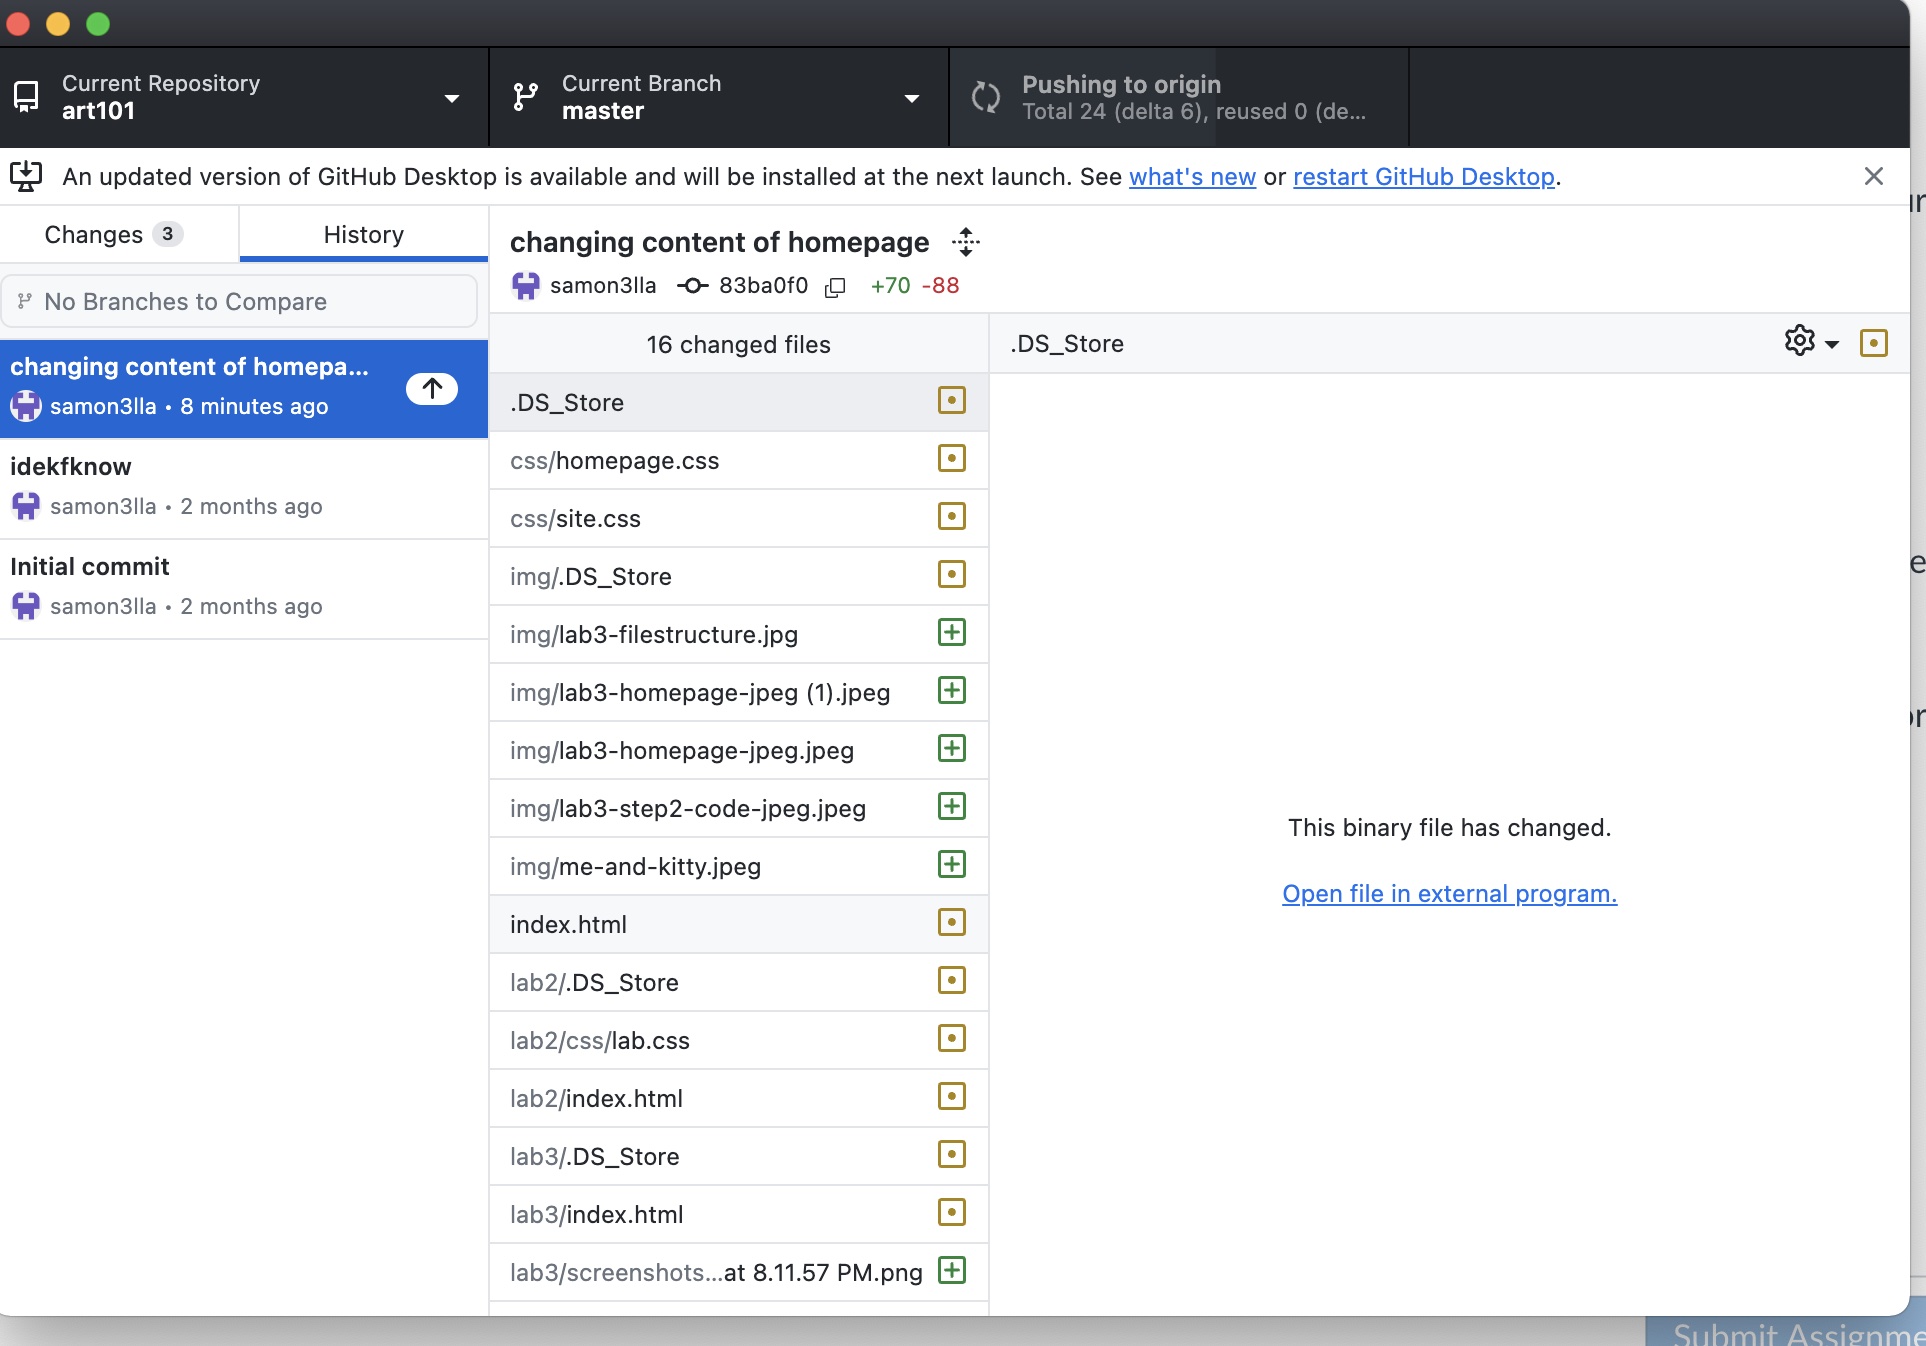 Current Repository
art101
Current Branch
master
Pushing to origin
Total 24 (delta 6), reused 0 (de...
An updated version of GitHub Desktop is available and will be installed at the next launch. See what's new or restart GitHub Desktop.
Changes 3
History
No Branches to Compare
changing content of homepa...
samon3lla • 8 minutes ago
idekfknow
samon3lla • 2 months ago
Initial commit
samon3lla • 2 months ago
changing content of homepage
samon3lla 83ba0f0 +70 -88
16 changed files
.DS_Store
css/homepage.css
css/site.css
img/.DS_Store
img/lab3-filestructure.jpg
img/lab3-homepage-jpeg (1).jpeg
img/lab3-homepage-jpeg.jpeg
img/lab3-step2-code-jpeg.jpeg
img/me-and-kitty.jpeg
index.html
lab2/.DS_Store
lab2/css/lab.css
lab2/index.html
lab3/.DS_Store
lab3/index.html
lab3/screenshots...at 8.11.57 PM.png
.DS_Store
This binary file has changed.
Open file in external program.
Submit Assignme